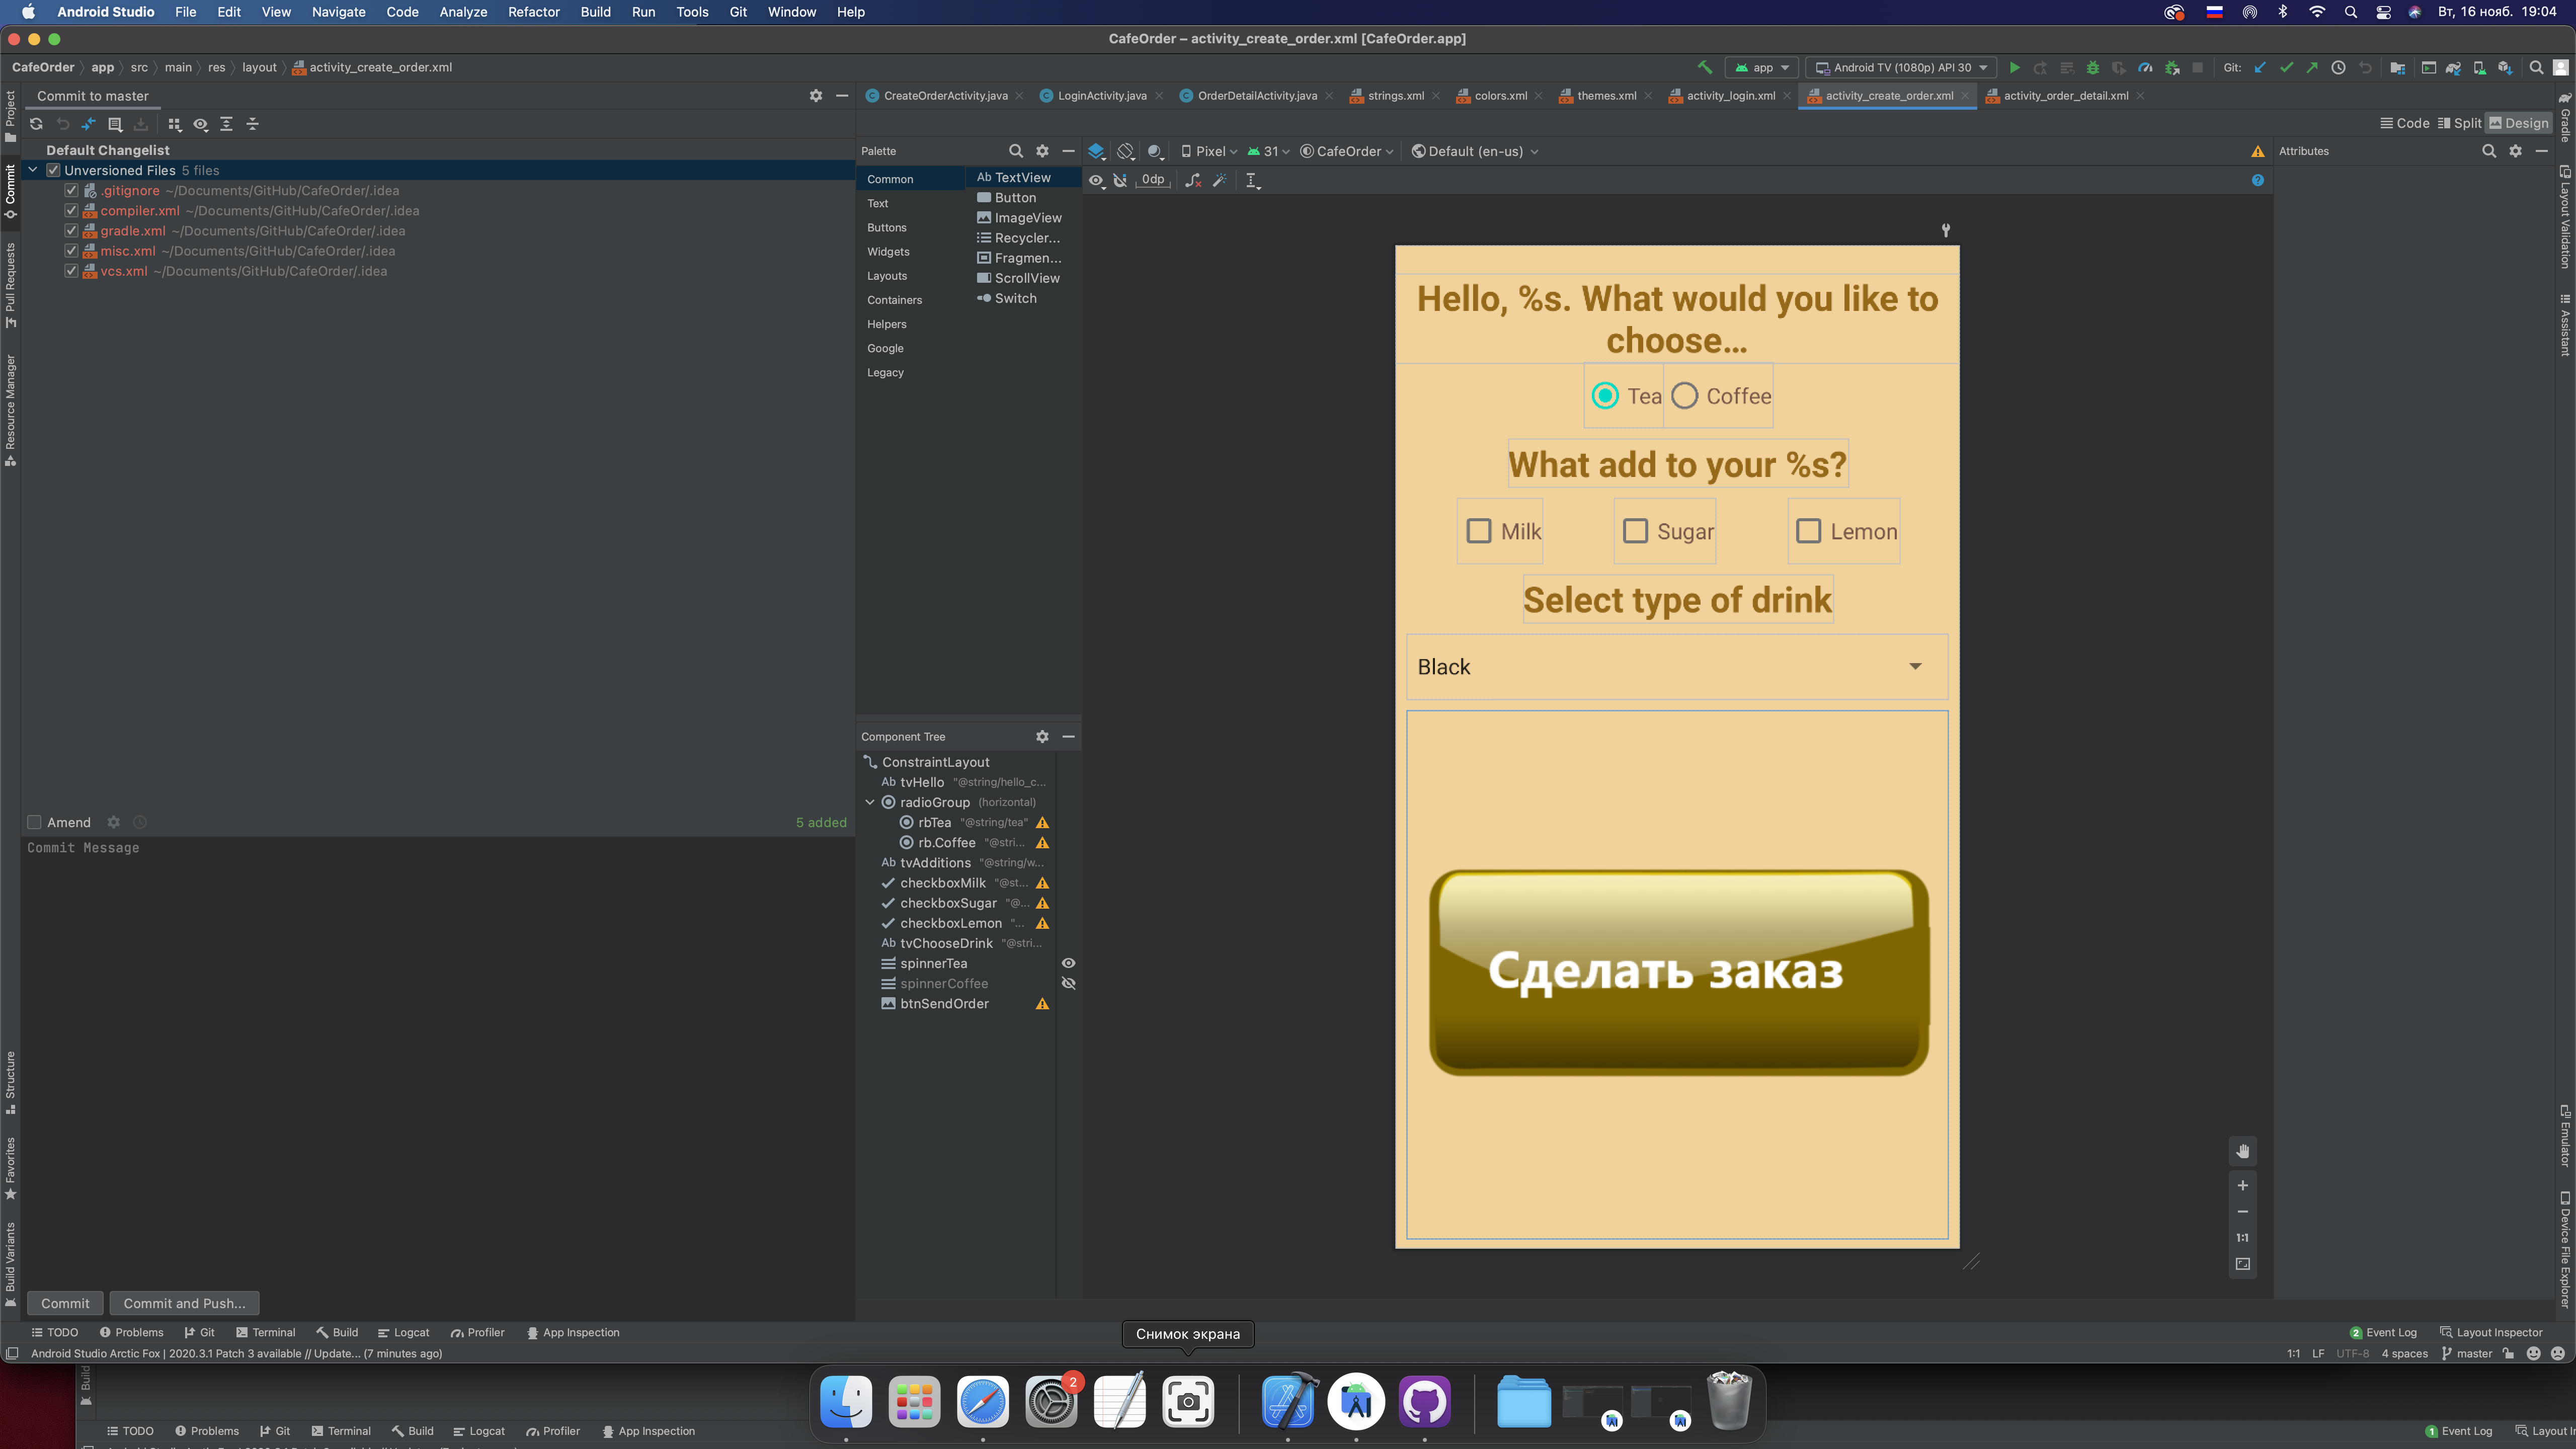 Android Studio File Edit View Navigate Code Analyze Refactor Build Run Tools Git Window Help Вт, 16 нояб. 19:04
CafeOrder – activity_create_order.xml [CafeOrder.app]
CafeOrder app src main res layout activity_create_order.xml app Android TV (1080p) API 30 Git:
Commit to master
CreateOrderActivity.java LoginActivity.java OrderDetailActivity.java strings.xml colors.xml themes.xml activity_login.xml activity_create_order.xml activity_order_detail.xml
Code Split Design
Default Changelist
Unversioned Files 5 files
.gitignore ~/Documents/GitHub/CafeOrder/.idea
compiler.xml ~/Documents/GitHub/CafeOrder/.idea
gradle.xml ~/Documents/GitHub/CafeOrder/.idea
misc.xml ~/Documents/GitHub/CafeOrder/.idea
vcs.xml ~/Documents/GitHub/CafeOrder/.idea
Amend 5 added
Commit Message
Commit Commit and Push...
Project
Commit
Pull Requests
Resource Manager
Structure
Favorites
Build Variants
Palette
Common
Text
Buttons
Widgets
Layouts
Containers
Helpers
Google
Legacy
Ab TextView
Button
ImageView
Recycler...
Fragmen...
ScrollView
Switch
Component Tree
ConstraintLayout
Ab tvHello "@string/hello_c...
radioGroup (horizontal)
rbTea "@string/tea"
rb.Coffee "@stri...
Ab tvAdditions "@string/w...
checkboxMilk "@st...
checkboxSugar "@...
checkboxLemon "...
Ab tvChooseDrink "@stri...
spinnerTea
spinnerCoffee
btnSendOrder
Pixel 31 CafeOrder Default (en-us)
0dp
Hello, %s. What would you like to
choose…
Tea Coffee
What add to your %s?
Milk Sugar Lemon
Select type of drink
Black
Сделать заказ
1:1
Attributes
Gradle
Layout Validation
Assistant
Emulator
Device File Explorer
TODO Problems Git Terminal Build Logcat Profiler App Inspection 2 Event Log Layout Inspector
Android Studio Arctic Fox | 2020.3.1 Patch 3 available // Update... (7 minutes ago) 1:1 LF UTF-8 4 spaces master
Снимок экрана
2
Build
TODO Problems Git Terminal Build Logcat Profiler App Inspection 1 Event Log